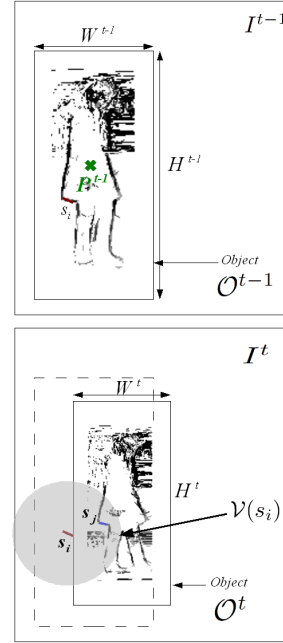 I^{t-1}
W^{t-1}
H^{t-1}
P^{t-1}
s_i
Object
𝒪^{t-1}
I^t
W^t
H^t
s_j
𝒱(s_i)
s_i
Object
𝒪^t